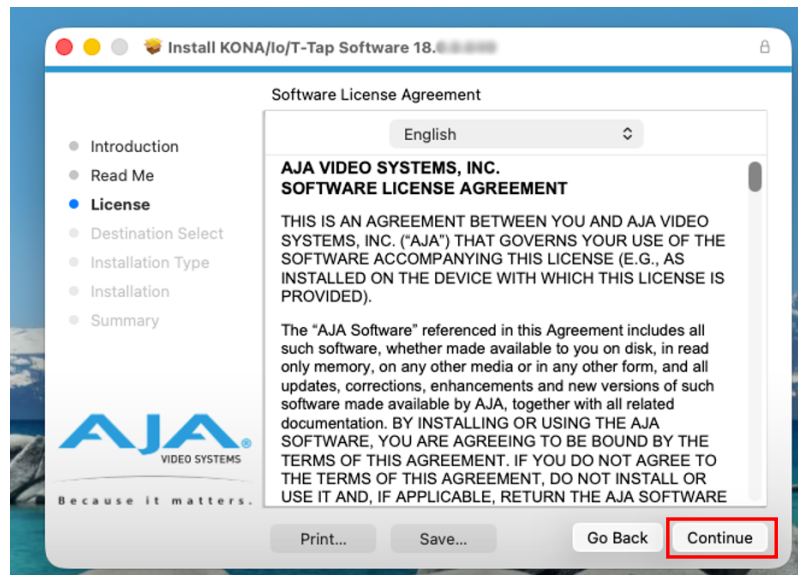 Install KONA/Io/T-Tap Software 18.
Software License Agreement
Introduction
Read Me
License
Destination Select
Installation Type
Installation
Summary
English
AJA VIDEO SYSTEMS, INC.
SOFTWARE LICENSE AGREEMENT
THIS IS AN AGREEMENT BETWEEN YOU AND AJA VIDEO
SYSTEMS, INC. (“AJA”) THAT GOVERNS YOUR USE OF THE
SOFTWARE ACCOMPANYING THIS LICENSE (E.G., AS
INSTALLED ON THE DEVICE WITH WHICH THIS LICENSE IS
PROVIDED).
The “AJA Software” referenced in this Agreement includes all
such software, whether made available to you on disk, in read
only memory, on any other media or in any other form, and all
updates, corrections, enhancements and new versions of such
software made available by AJA, together with all related
documentation. BY INSTALLING OR USING THE AJA
SOFTWARE, YOU ARE AGREEING TO BE BOUND BY THE
TERMS OF THIS AGREEMENT. IF YOU DO NOT AGREE TO
THE TERMS OF THIS AGREEMENT, DO NOT INSTALL OR
USE IT AND, IF APPLICABLE, RETURN THE AJA SOFTWARE
AJA®
VIDEO SYSTEMS
Because it matters.
Print...
Save...
Go Back
Continue